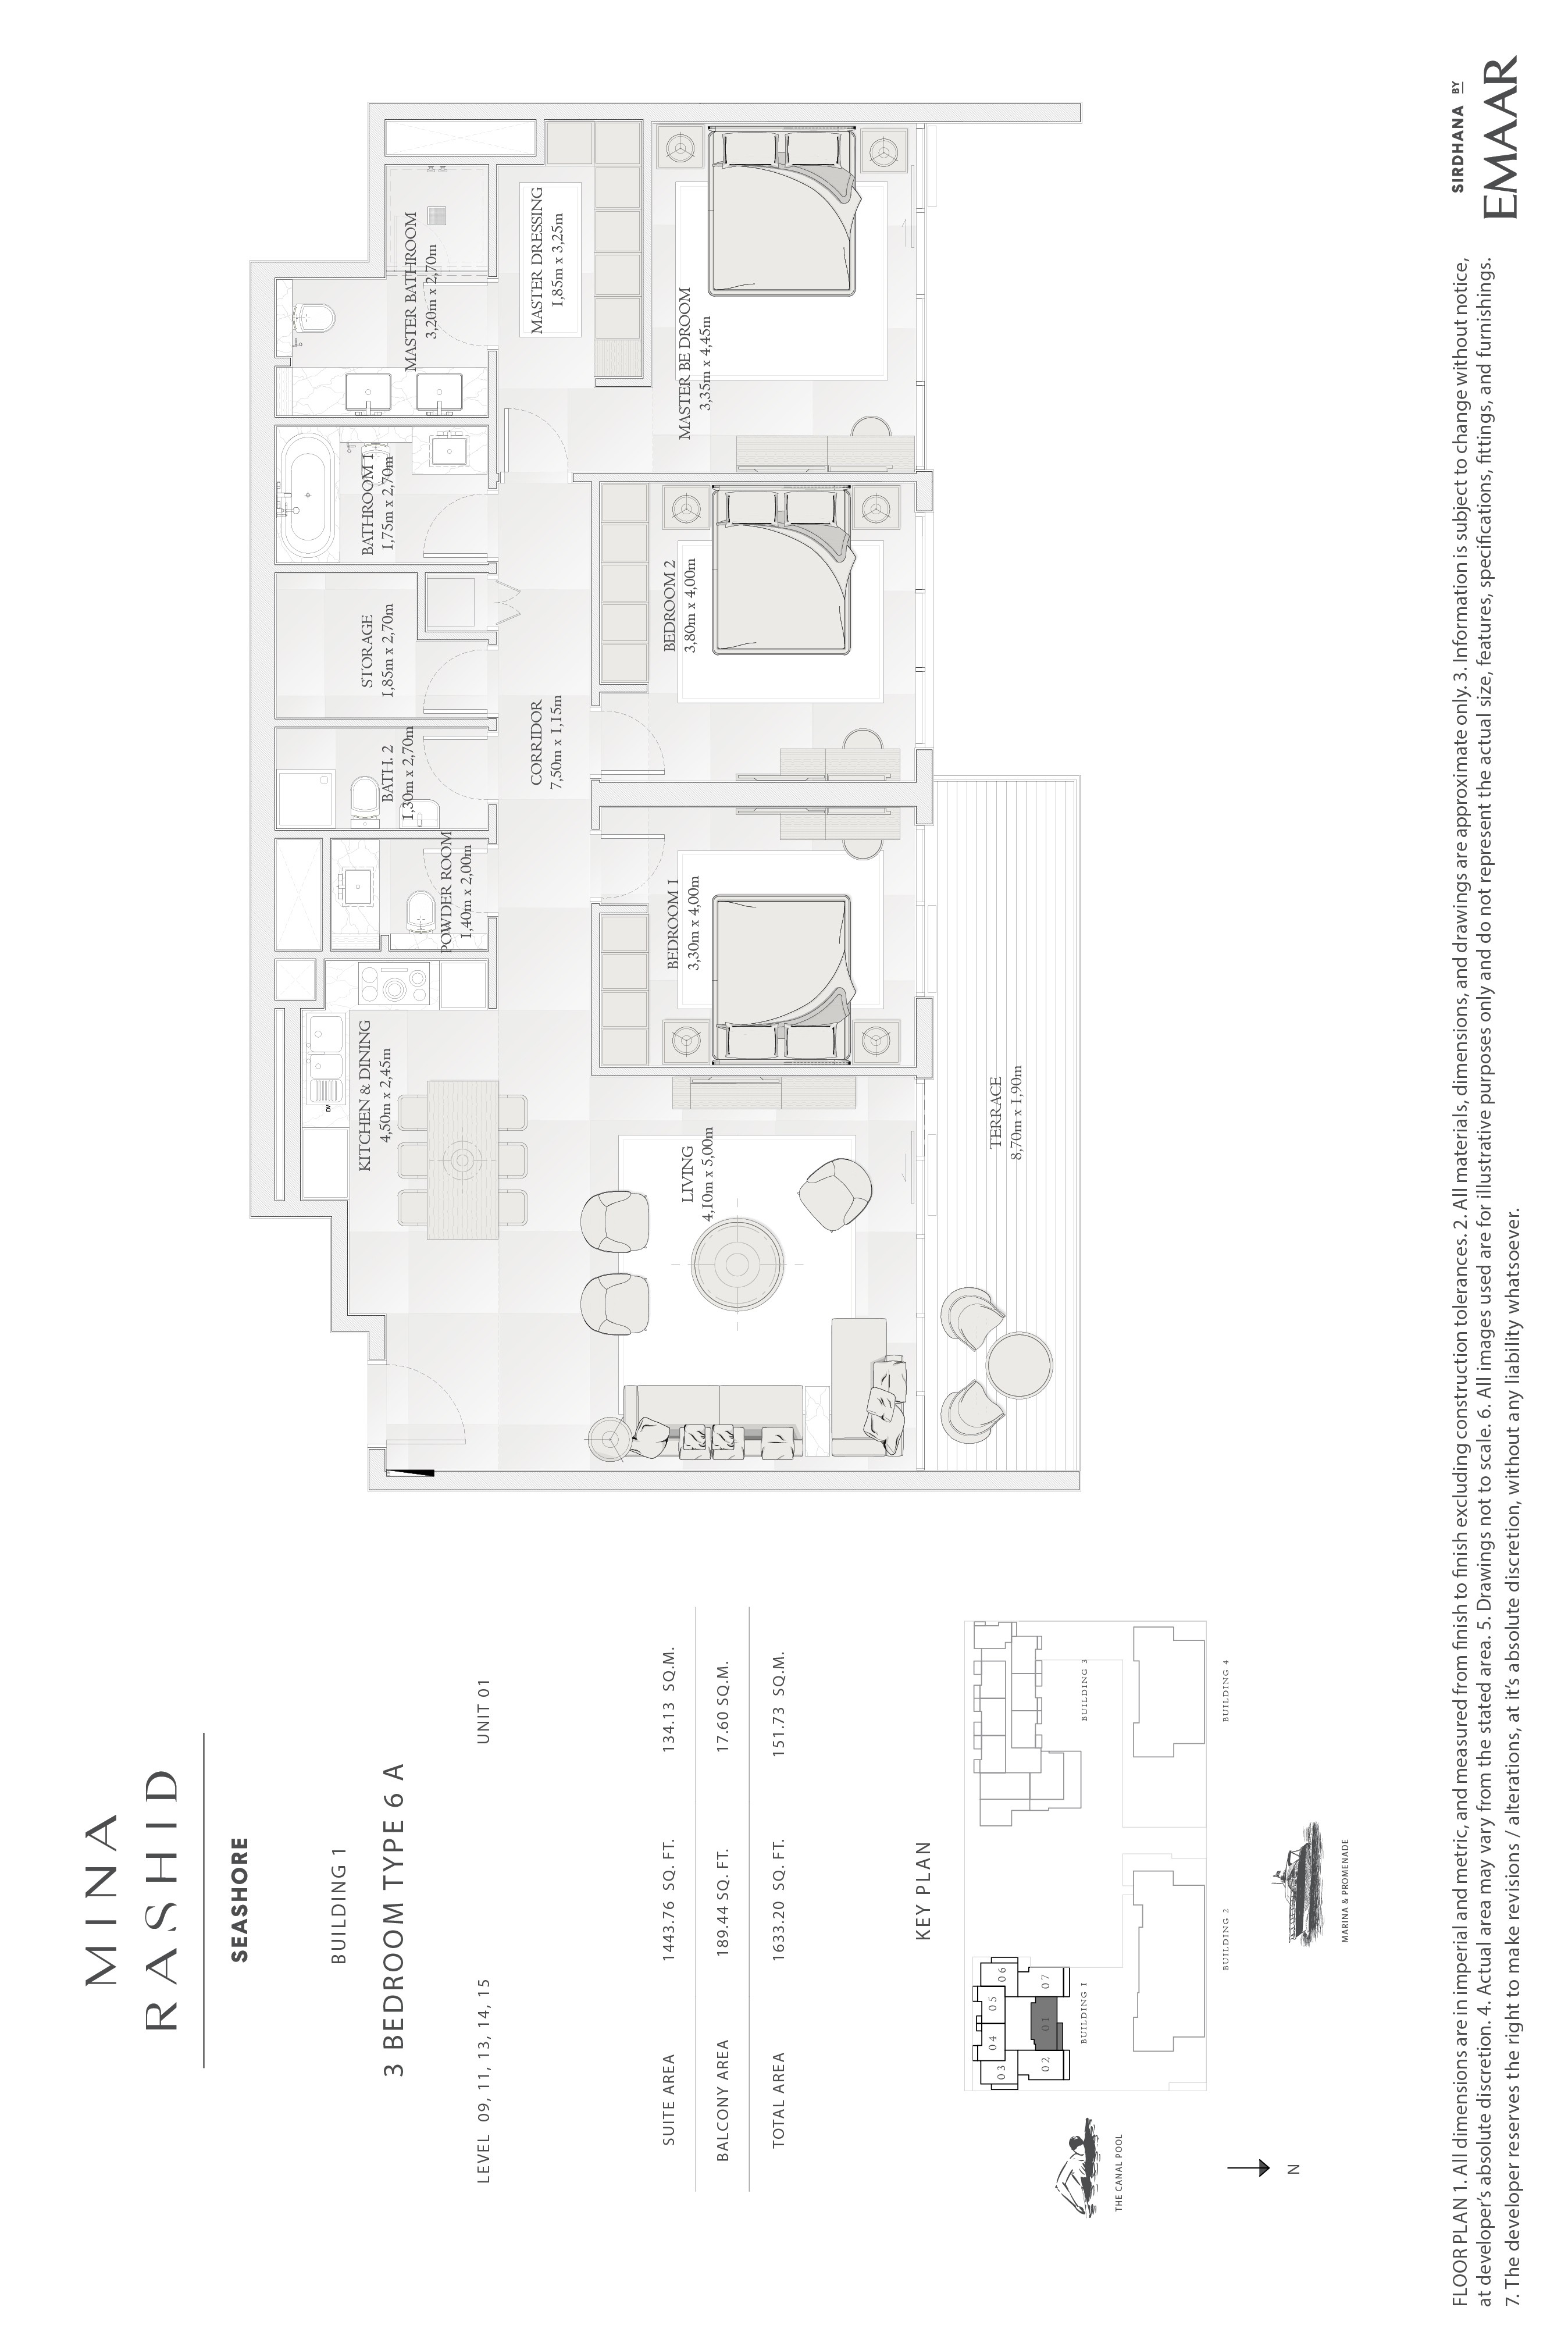 MINA
RASHID
SEASHORE
BUILDING 1
3 BEDROOM TYPE 6 A
LEVEL 09, 11, 13, 14, 15 UNIT 01
SUITE AREA 1443.76 SQ. FT. 134.13 SQ.M.
BALCONY AREA 189.44 SQ. FT. 17.60 SQ.M.
TOTAL AREA 1633.20 SQ. FT. 151.73 SQ.M.
KEY PLAN
03
04
05
06
02
01
07
BUILDING 1
BUILDING 3
BUILDING 2
BUILDING 4
THE CANAL POOL
MARINA & PROMENADE
N
KITCHEN & DINING
4,50m x 2,45m
DW
POWDER ROOM
1,40m x 2,00m
BATH. 2
1,30m x 2,70m
STORAGE
1,85m x 2,70m
BATHROOM 1
1,75m x 2,70m
MASTER BATHROOM
3,20m x 2,70m
MASTER DRESSING
1,85m x 3,25m
CORRIDOR
7,50m x 1,15m
LIVING
4,10m x 5,00m
BEDROOM 1
3,30m x 4,00m
BEDROOM 2
3,80m x 4,00m
MASTER BE DROOM
3,35m x 4,45m
TERRACE
8,70m x 1,90m
FLOOR PLAN 1. All dimensions are in imperial and metric, and measured from finish to finish excluding construction tolerances. 2. All materials, dimensions, and drawings are approximate only. 3. Information is subject to change without notice,
at developer's absolute discretion. 4. Actual area may vary from the stated area. 5. Drawings not to scale. 6. All images used are for illustrative purposes only and do not represent the actual size, features, specifications, fittings, and furnishings.
7. The developer reserves the right to make revisions / alterations, at it's absolute discretion, without any liability whatsoever.
SIRDHANA BY
EMAAR